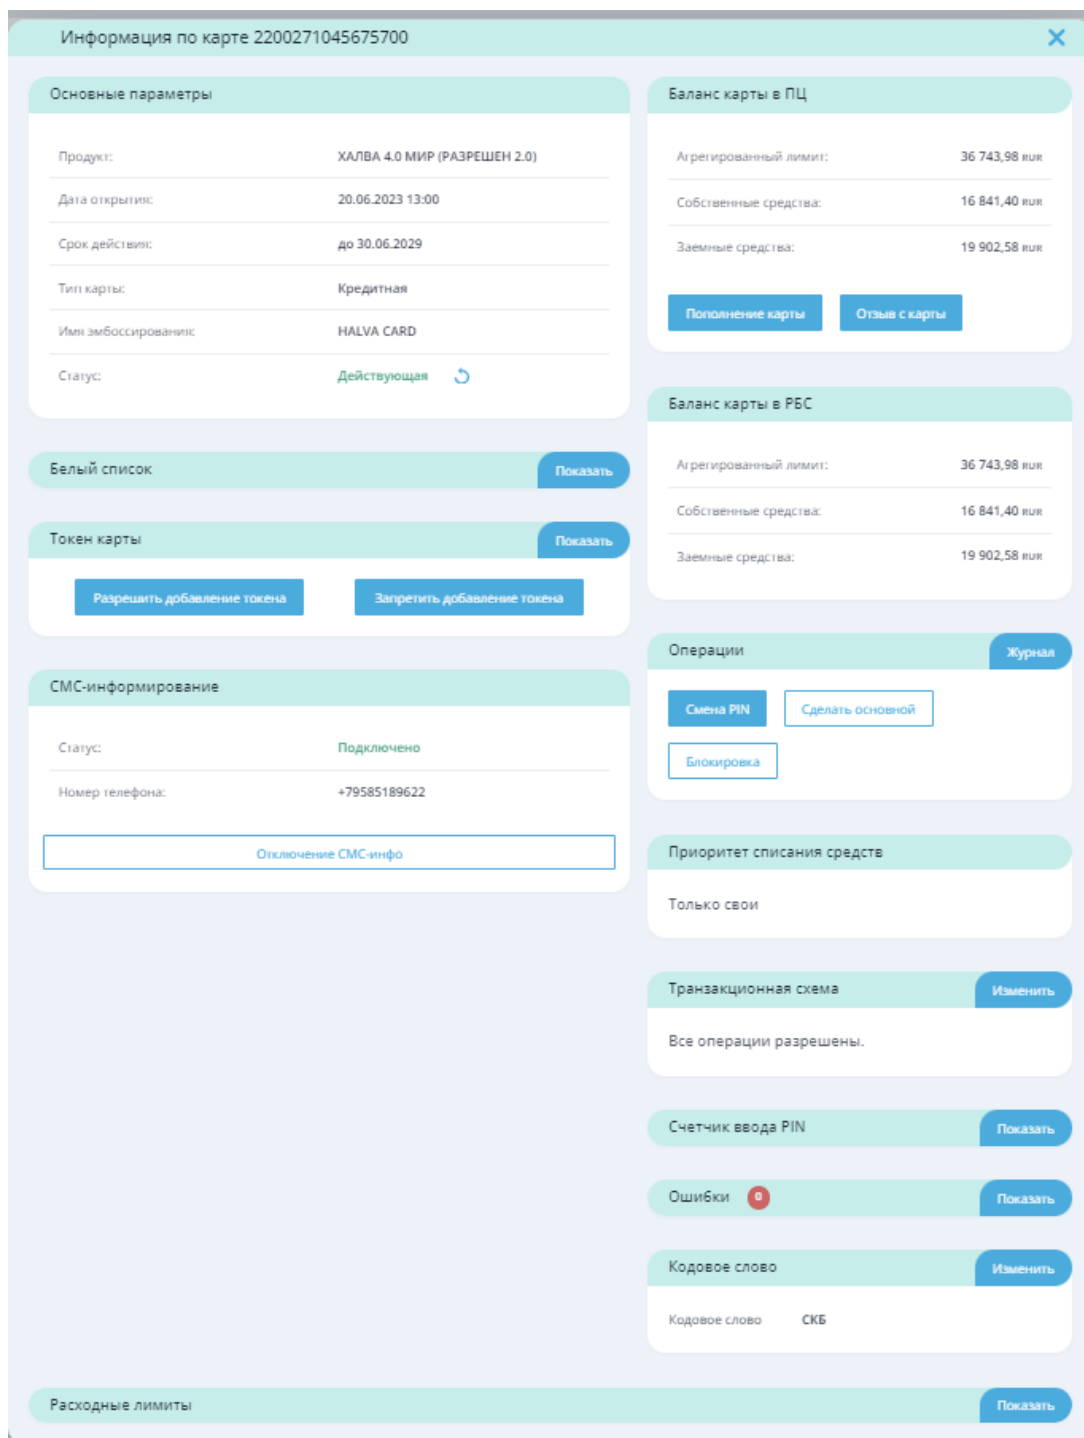 Информация по карте 2200271045675700
Основные параметры
Продукт: ХАЛВА 4.0 МИР (РАЗРЕШЕН 2.0)
Дата открытия: 20.06.2023 13:00
Срок действия: до 30.06.2029
Тип карты: Кредитная
Имя эмбоссирования: HALVA CARD
Статус: Действующая
Белый список Показать
Токен карты Показать
Разрешить добавление токена Запретить добавление токена
СМС-информирование
Статус: Подключено
Номер телефона: +79585189622
Отключение СМС-инфо
Баланс карты в ПЦ
Агрегированный лимит: 36 743,98 RUR
Собственные средства: 16 841,40 RUR
Заемные средства: 19 902,58 RUR
Пополнение карты Отзыв с карты
Баланс карты в РБС
Агрегированный лимит: 36 743,98 RUR
Собственные средства: 16 841,40 RUR
Заемные средства: 19 902,58 RUR
Операции Журнал
Смена PIN Сделать основной
Блокировка
Приоритет списания средств
Только свои
Транзакционная схема Изменить
Все операции разрешены.
Счетчик ввода PIN Показать
Ошибки 0 Показать
Кодовое слово Изменить
Кодовое слово СКБ
Расходные лимиты Показать